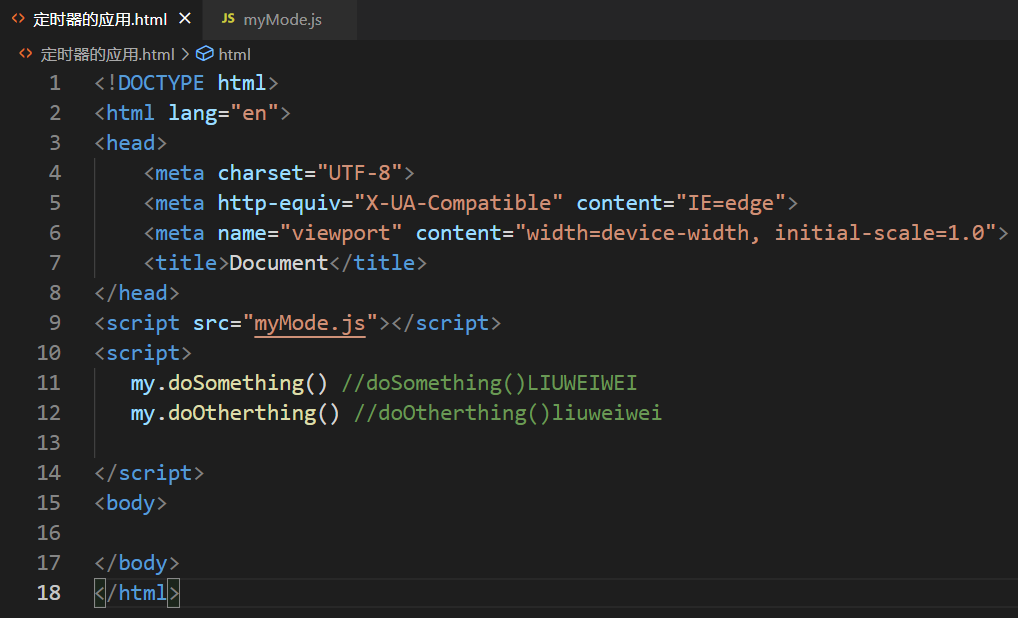 定时器的应用.html JS myMode.js
定时器的应用.html > html
1 <!DOCTYPE html>
2 <html lang="en">
3 <head>
4 <meta charset="UTF-8">
5 <meta http-equiv="X-UA-Compatible" content="IE=edge">
6 <meta name="viewport" content="width=device-width, initial-scale=1.0">
7 <title>Document</title>
8 </head>
9 <script src="myMode.js"></script>
10 <script>
11 my.doSomething() //doSomething()LIUWEIWEI
12 my.doOtherthing() //doOtherthing()liuweiwei
13
14 </script>
15 <body>
16
17 </body>
18 </html>